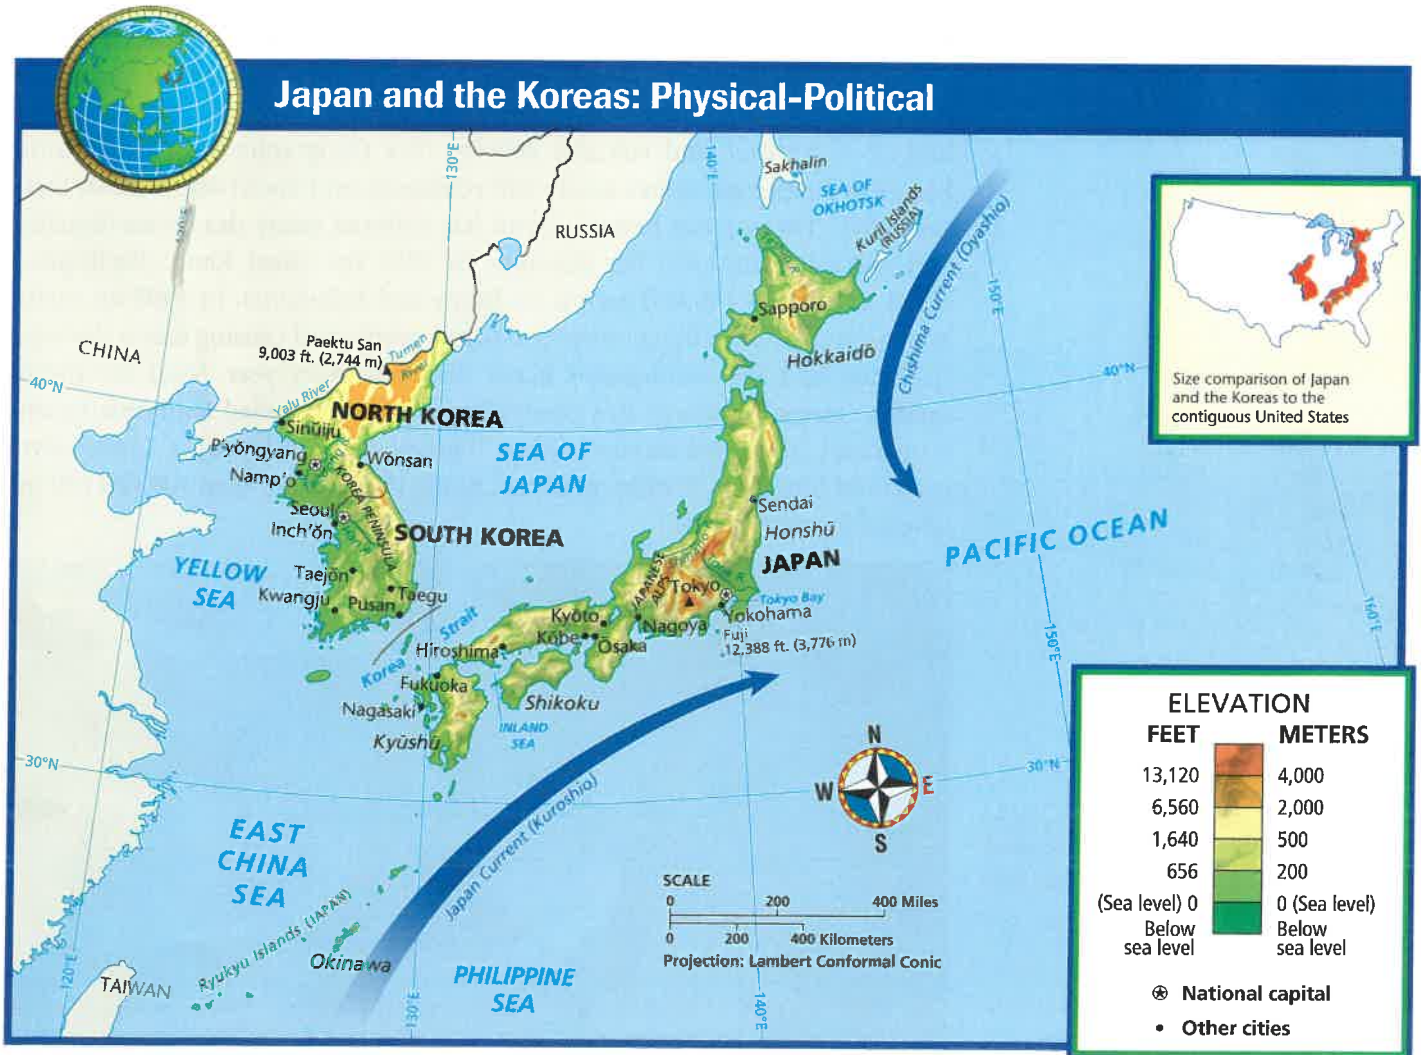 Japan and the Koreas: Physical-Political
130°E
140°E
Sakhalin
SEA OF
OKHOTSK
Kuril Islands
(RUSSIA)
RUSSIA
150°E
Chishima Current (Oyashio)
Sapporo
Hokkaidō
CHINA
Paektu San
9,003 ft. (2,744 m)
Tumen
River
40°N
40°N
Yalu River
NORTH KOREA
Sinŭiju
P'yŏngyang
Wŏnsan
Namp'o
KOREA PENINSULA
SEA OF
JAPAN
Seoul
Inch'ŏn
SOUTH KOREA
Sendai
Honshū
JAPAN
PACIFIC OCEAN
YELLOW
SEA
Taejŏn
Kwangju
Taegu
Pusan
JAPANESE
ALPS
Tokyo
Tokyo Bay
Yokohama
Fuji
12,388 ft. (3,776 m)
Nagoya
Kyōto
Kōbe
Ōsaka
Korea
Strait
Hiroshima
Fukuoka
Shikoku
Nagasaki
INLAND
SEA
Kyūshū
150°E
160°E
30°N
30°N
N
W
E
S
EAST
CHINA
SEA
Japan Current (Kuroshio)
Ryukyu Islands (JAPAN)
Okinawa
PHILIPPINE
SEA
TAIWAN
120°E
130°E
140°E
SCALE
0 200 400 Miles
0 200 400 Kilometers
Projection: Lambert Conformal Conic
Size comparison of Japan
and the Koreas to the
contiguous United States
ELEVATION
FEET METERS
13,120 4,000
6,560 2,000
1,640 500
656 200
(Sea level) 0 0 (Sea level)
Below Below
sea level sea level
National capital
Other cities